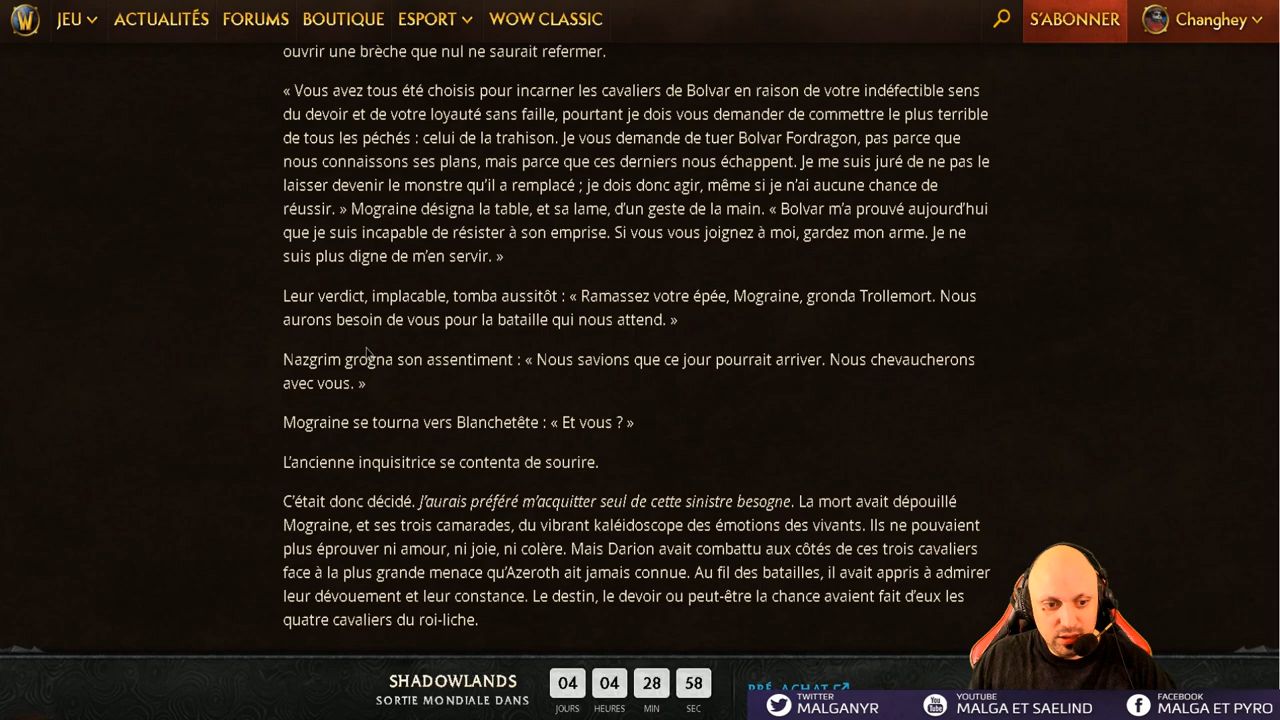 JEU ACTUALITÉS FORUMS BOUTIQUE ESPORT WOW CLASSIC S'ABONNER Changhey
ouvrir une brèche que nul ne saurait refermer.
« Vous avez tous été choisis pour incarner les cavaliers de Bolvar en raison de votre indéfectible sens
du devoir et de votre loyauté sans faille, pourtant je dois vous demander de commettre le plus terrible
de tous les péchés : celui de la trahison. Je vous demande de tuer Bolvar Fordragon, pas parce que
nous connaissons ses plans, mais parce que ces derniers nous échappent. Je me suis juré de ne pas le
laisser devenir le monstre qu'il a remplacé ; je dois donc agir, même si je n'ai aucune chance de
réussir. » Mograine désigna la table, et sa lame, d'un geste de la main. « Bolvar m'a prouvé aujourd'hui
que je suis incapable de résister à son emprise. Si vous vous joignez à moi, gardez mon arme. Je ne
suis plus digne de m'en servir. »
Leur verdict, implacable, tomba aussitôt : « Ramassez votre épée, Mograine, gronda Trollemort. Nous
aurons besoin de vous pour la bataille qui nous attend. »
Nazgrim grogna son assentiment : « Nous savions que ce jour pourrait arriver. Nous chevaucherons
avec vous. »
Mograine se tourna vers Blanchetête : « Et vous ? »
L'ancienne inquisitrice se contenta de sourire.
C'était donc décidé. J'aurais préféré m'acquitter seul de cette sinistre besogne. La mort avait dépouillé
Mograine, et ses trois camarades, du vibrant kaléidoscope des émotions des vivants. Ils ne pouvaient
plus éprouver ni amour, ni joie, ni colère. Mais Darion avait combattu aux côtés de ces trois cavaliers
face à la plus grande menace qu'Azeroth ait jamais connue. Au fil des batailles, il avait appris à admirer
leur dévouement et leur constance. Le destin, le devoir ou peut-être la chance avaient fait d'eux les
quatre cavaliers du roi-liche.
SHADOWLANDS
SORTIE MONDIALE DANS
04 04 28 58
JOURS HEURES MIN SEC
PRÉ-ACHAT
TWITTER
MALGANYR
YOUTUBE
MALGA ET SAELIND
FACEBOOK
MALGA ET PYRO